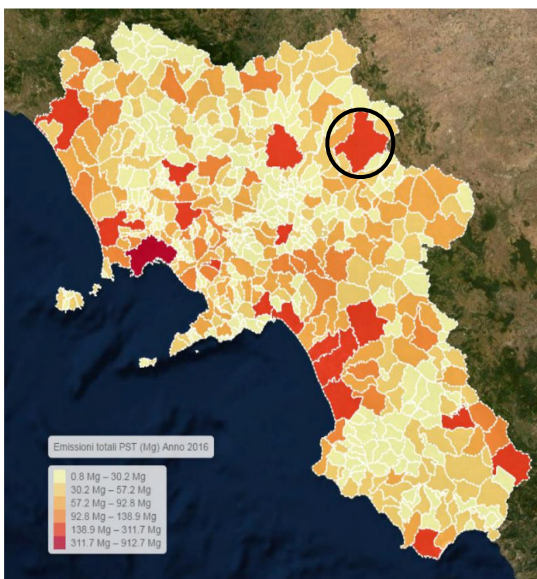 Emissioni totali PST (Mg) Anno 2016
0.8 Mg – 30.2 Mg
30.2 Mg – 57.2 Mg
57.2 Mg – 92.8 Mg
92.8 Mg – 138.9 Mg
138.9 Mg – 311.7 Mg
311.7 Mg – 912.7 Mg